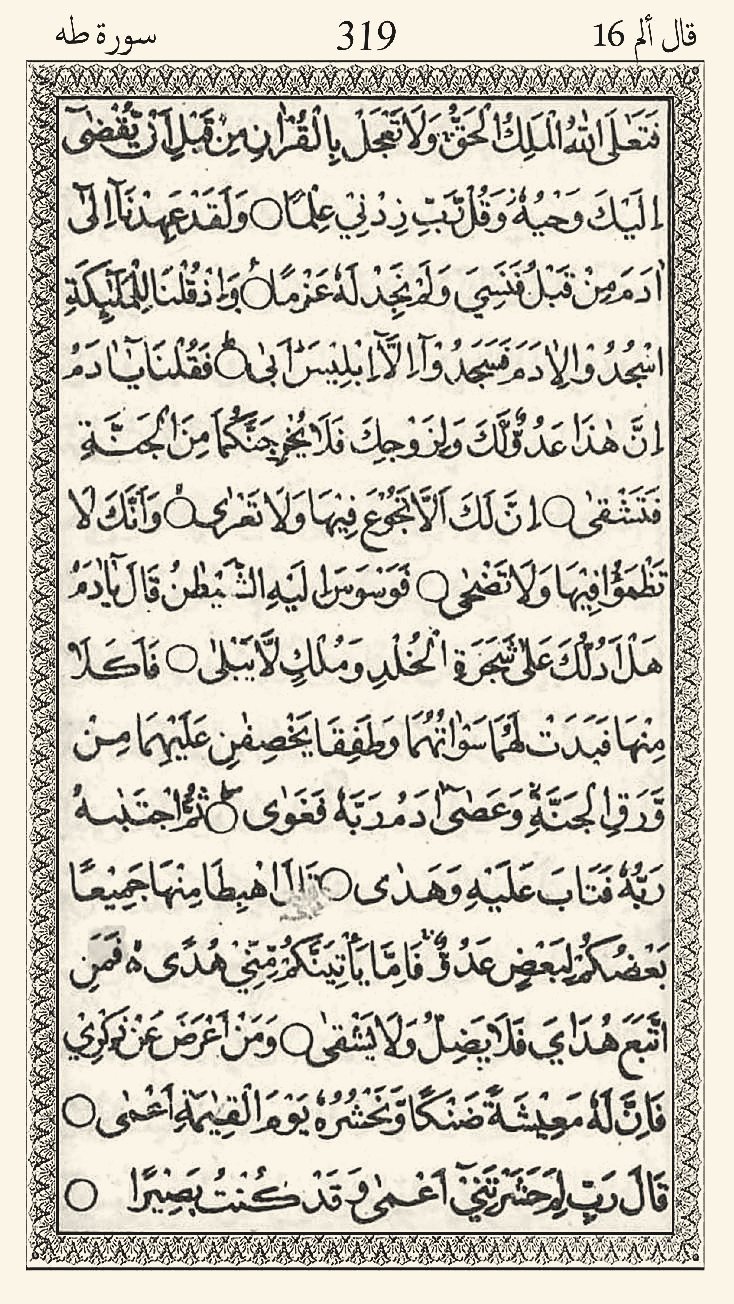 قال ألم 16 319 سورة طه
فَتَعٰلَى اللّٰهُ الْمَلِكُ الْحَقُّ ۚ وَلَا تَعْجَلْ بِالْقُرْاٰنِ مِنْ قَبْلِ اَنْ يُّقْضٰٓى
اِلَيْكَ وَحْيُهٗ ۫ وَقُلْ رَّبِّ زِدْنِيْ عِلْمًا ○ وَلَقَدْ عَهِدْنَاۤ اِلٰٓى
اٰدَمَ مِنْ قَبْلُ فَنَسِيَ وَلَمْ نَجِدْ لَهٗ عَزْمًا ○ وَاِذْ قُلْنَا لِلْمَلٰٓئِكَةِ
اسْجُدُوْا لِاٰدَمَ فَسَجَدُوْۤا اِلَّاۤ اِبْلِيْسَ ؕ اَبٰى ○ فَقُلْنَا يٰۤاٰدَمُ
اِنَّ هٰذَا عَدُوٌّ لَّكَ وَلِزَوْجِكَ فَلَا يُخْرِجَنَّكُمَا مِنَ الْجَنَّةِ
فَتَشْقٰى ○ اِنَّ لَكَ اَلَّا تَجُوْعَ فِيْهَا وَلَا تَعْرٰى ○ وَاَنَّكَ لَا
تَظْمَؤُا فِيْهَا وَلَا تَضْحٰى ○ فَوَسْوَسَ اِلَيْهِ الشَّيْطٰنُ قَالَ يٰۤاٰدَمُ
هَلْ اَدُلُّكَ عَلٰى شَجَرَةِ الْخُلْدِ وَمُلْكٍ لَّا يَبْلٰى ○ فَاَكَلَا
مِنْهَا فَبَدَتْ لَهُمَا سَوْاٰتُهُمَا وَطَفِقَا يَخْصِفٰنِ عَلَيْهِمَا مِنْ
وَّرَقِ الْجَنَّةِ ؗ وَعَصٰۤى اٰدَمُ رَبَّهٗ فَغَوٰى ○ ثُمَّ اجْتَبٰىهُ
رَبُّهٗ فَتَابَ عَلَيْهِ وَهَدٰى ○ قَالَ اهْبِطَا مِنْهَا جَمِيْعًا
بَعْضُكُمْ لِبَعْضٍ عَدُوٌّ ۚ فَاِمَّا يَاْتِيَنَّكُمْ مِّنِّيْ هُدًى ە فَمَنِ
اتَّبَعَ هُدَايَ فَلَا يَضِلُّ وَلَا يَشْقٰى ○ وَمَنْ اَعْرَضَ عَنْ ذِكْرِيْ
فَاِنَّ لَهٗ مَعِيْشَةً ضَنْكًا وَّنَحْشُرُهٗ يَوْمَ الْقِيٰمَةِ اَعْمٰى ○
قَالَ رَبِّ لِمَ حَشَرْتَنِيْۤ اَعْمٰى وَقَدْ كُنْتُ بَصِيْرًا ○